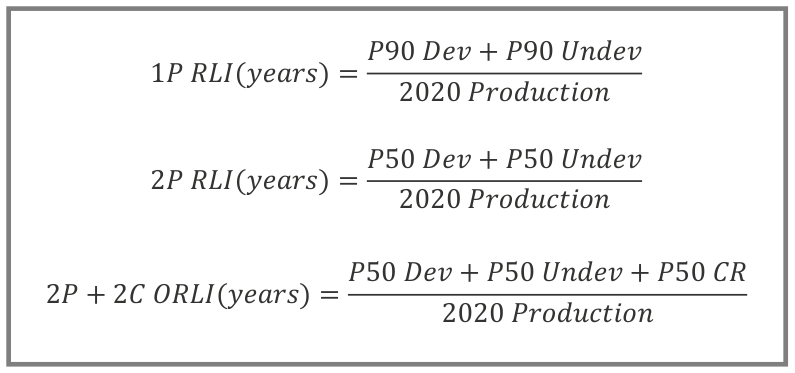 1P RLI(years) = P90 Dev + P90 Undev / 2020 Production
2P RLI(years) = P50 Dev + P50 Undev / 2020 Production
2P + 2C ORLI(years) = P50 Dev + P50 Undev + P50 CR / 2020 Production